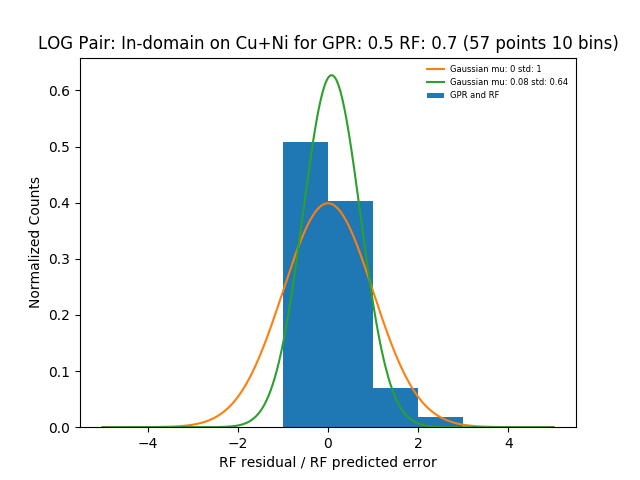 LOG Pair: In-domain on Cu+Ni for GPR: 0.5 RF: 0.7 (57 points 10 bins)
Gaussian mu: 0 std: 1
Gaussian mu: 0.08 std: 0.64
GPR and RF
Normalized Counts
0.6
0.5
0.4
0.3
0.2
0.1
0.0
−4
−2
0
2
4
RF residual / RF predicted error